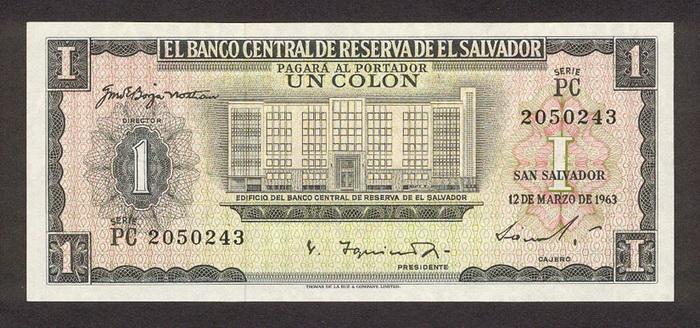 I
EL BANCO CENTRAL DE RESERVA DE EL SALVADOR
1
PAGARÁ AL PORTADOR
UN COLON
SERIE
PC
2050243
DIRECTOR
1
I
SAN SALVADOR
12 DE MARZO DE 1963
EDIFICIO DEL BANCO CENTRAL DE RESERVA DE EL SALVADOR
SERIE
PC 2050243
PRESIDENTE
CAJERO
1
I
THOMAS DE LA RUE & COMPANY, LIMITED.